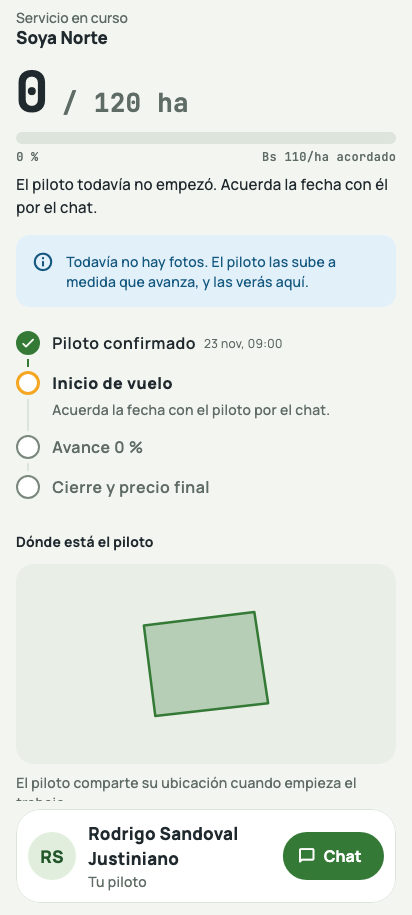 Servicio en curso
Soya Norte
0 / 120 ha
0 %
Bs 110/ha acordado
El piloto todavía no empezó. Acuerda la fecha con él
por el chat.
Todavía no hay fotos. El piloto las sube a
medida que avanza, y las verás aquí.
Piloto confirmado 23 nov, 09:00
Inicio de vuelo
Acuerda la fecha con el piloto por el chat.
Avance 0 %
Cierre y precio final
Dónde está el piloto
El piloto comparte su ubicación cuando empieza el
RS
Rodrigo Sandoval
Justiniano
Tu piloto
Chat